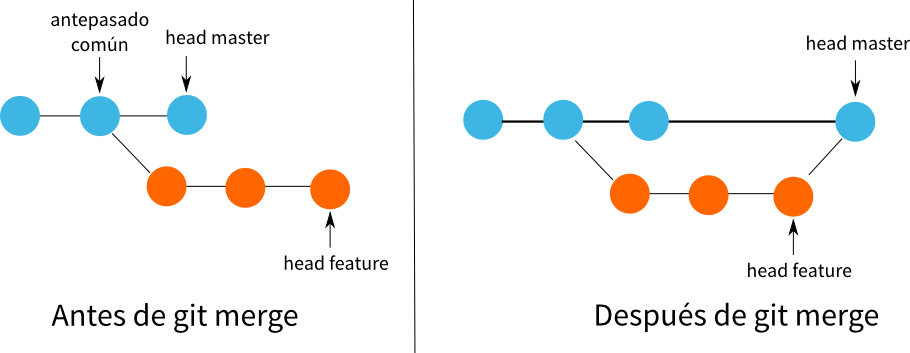 antepasado
común
head master
head feature
Antes de git merge
head master
head feature
Después de git merge